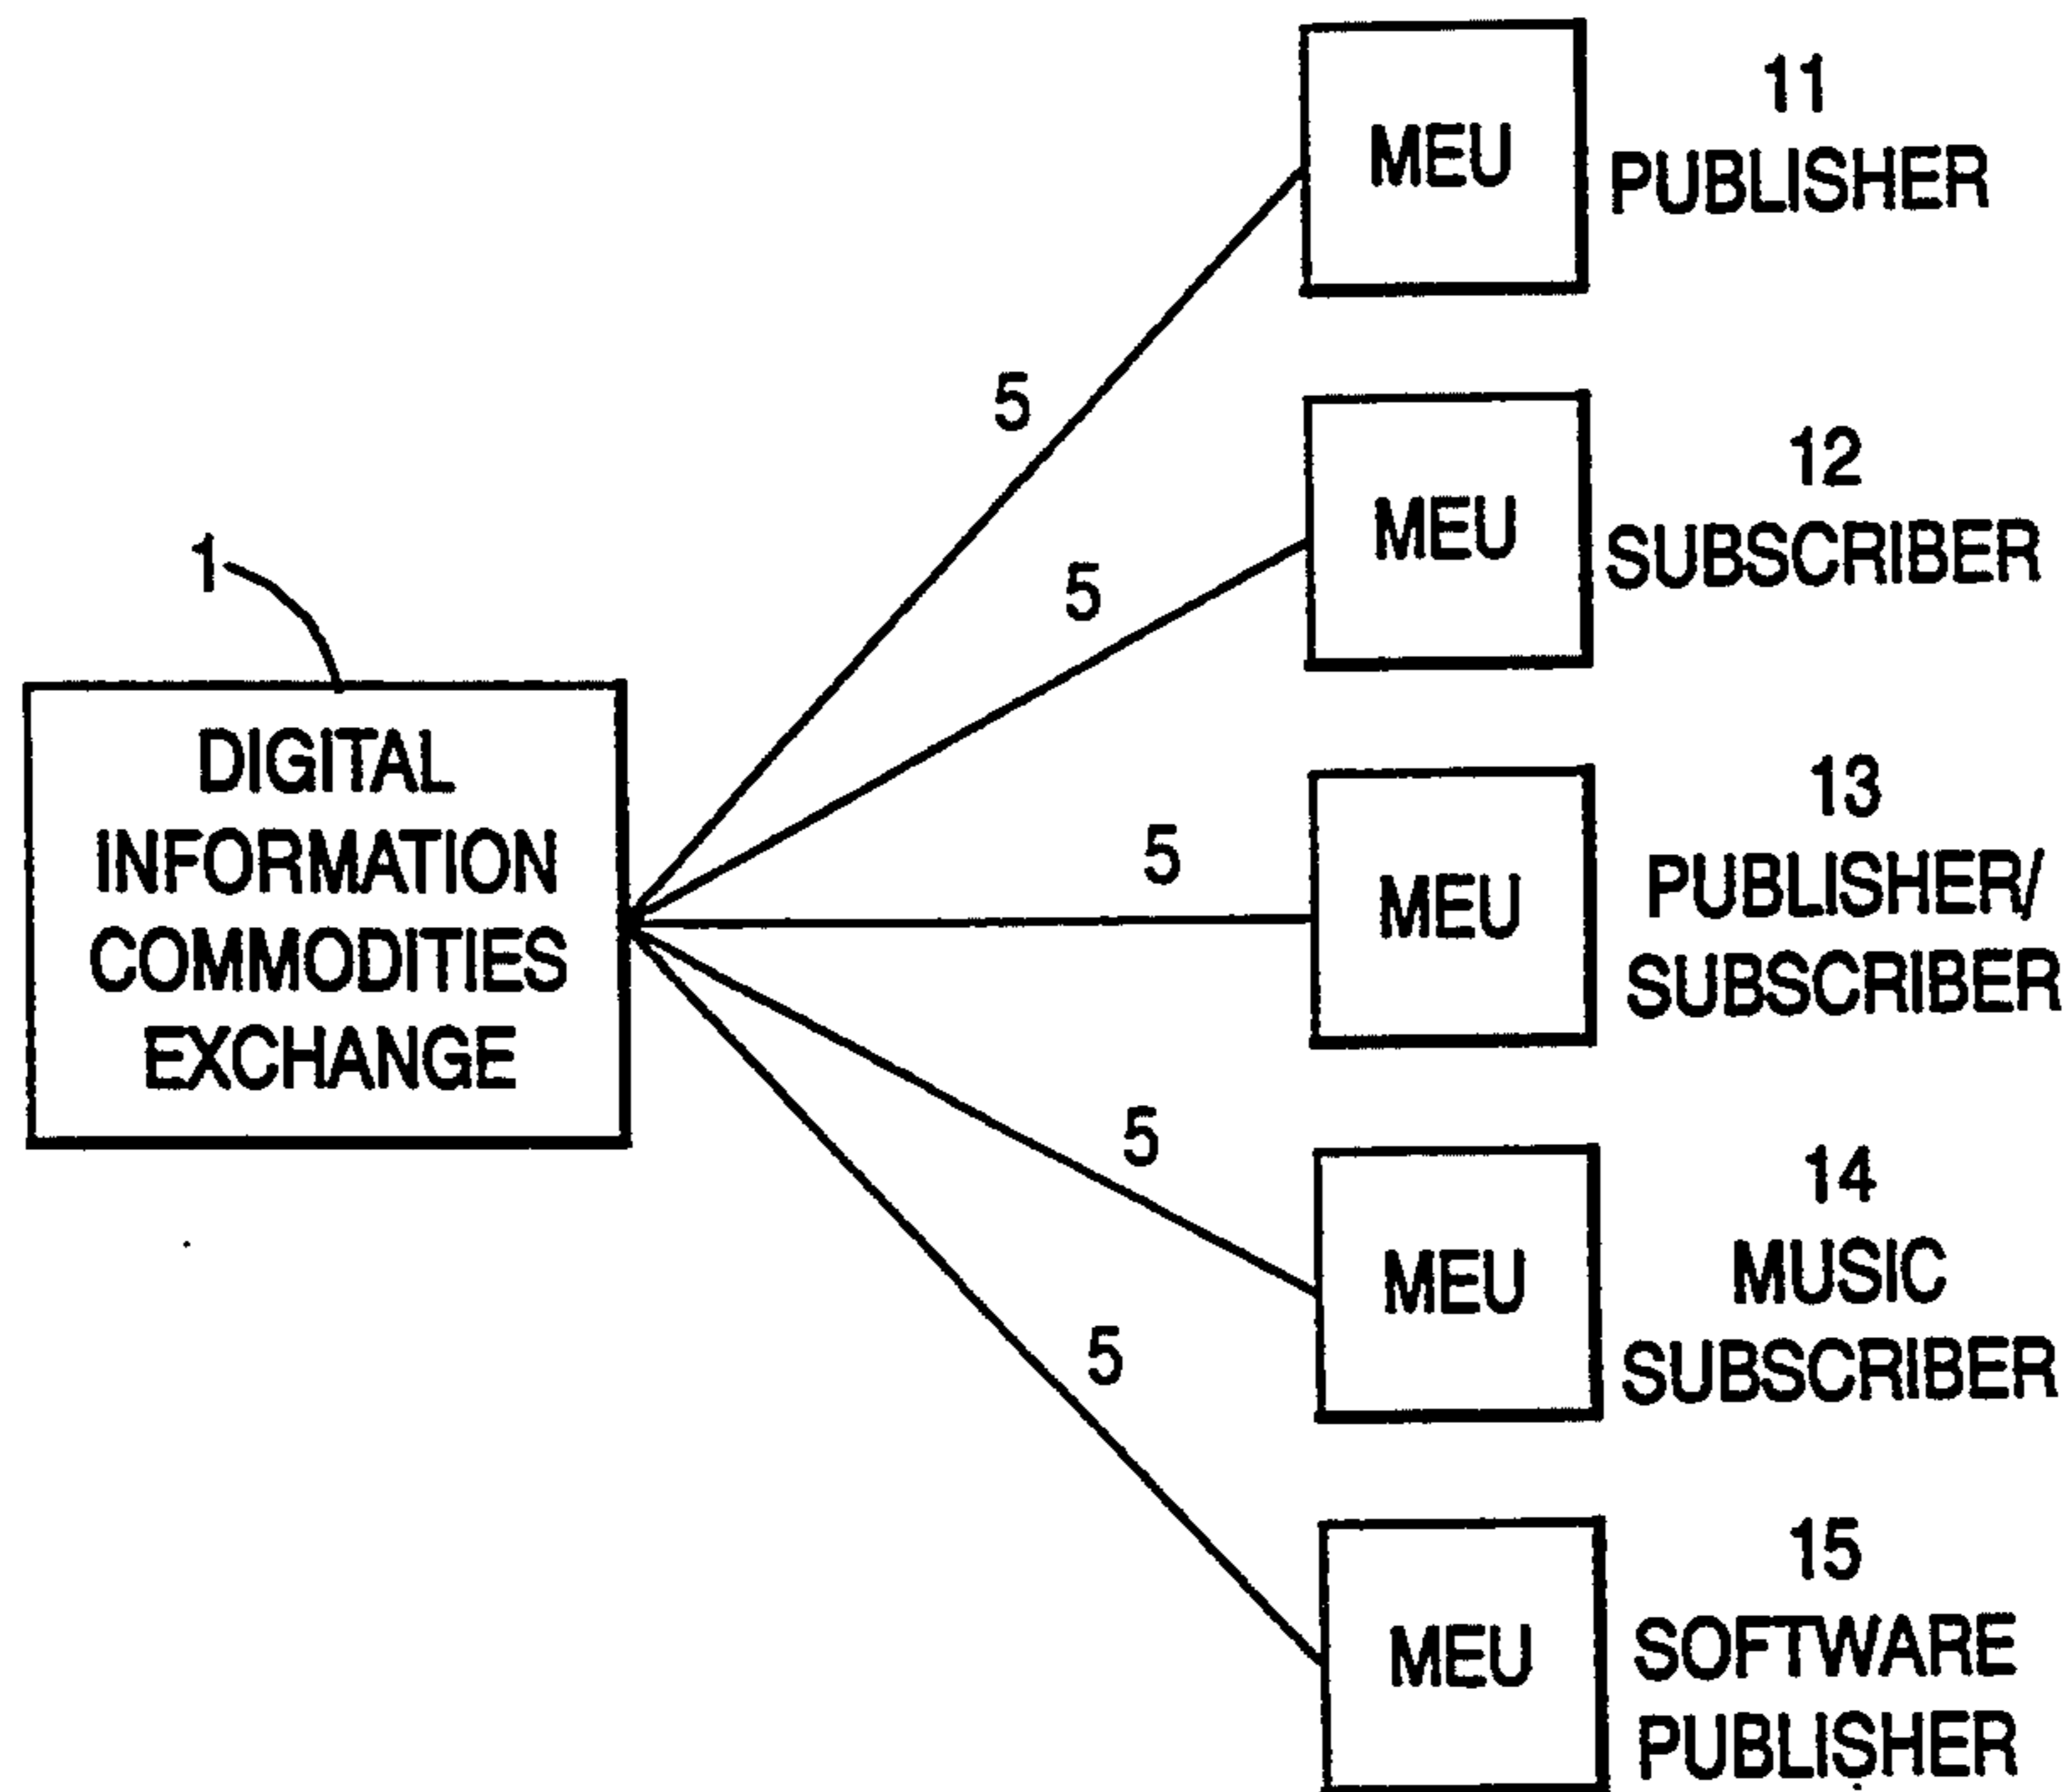 1
DIGITAL
INFORMATION
COMMODITIES
EXCHANGE
5
5
5
5
5
MEU
11
PUBLISHER
MEU
12
SUBSCRIBER
MEU
13
PUBLISHER/
SUBSCRIBER
MEU
14
MUSIC
SUBSCRIBER
MEU
15
SOFTWARE
PUBLISHER